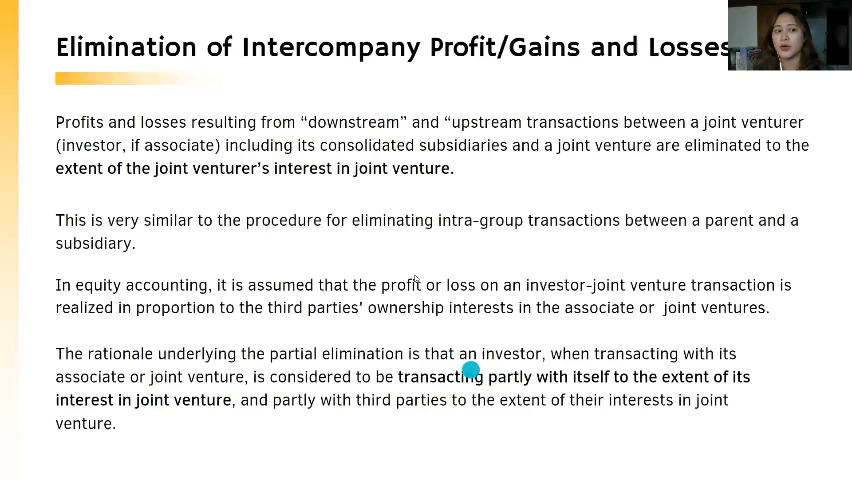 Elimination of Intercompany Profit/Gains and Losses
Profits and losses resulting from “downstream” and “upstream transactions between a joint venturer
(investor, if associate) including its consolidated subsidiaries and a joint venture are eliminated to the
extent of the joint venturer’s interest in joint venture.
This is very similar to the procedure for eliminating intra-group transactions between a parent and a
subsidiary.
In equity accounting, it is assumed that the profit or loss on an investor-joint venture transaction is
realized in proportion to the third parties' ownership interests in the associate or joint ventures.
The rationale underlying the partial elimination is that an investor, when transacting with its
associate or joint venture, is considered to be transacting partly with itself to the extent of its
interest in joint venture, and partly with third parties to the extent of their interests in joint
venture.